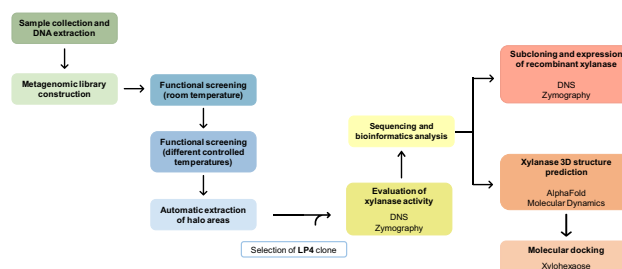 Sample collection and
DNA extraction
Metagenomic library
construction
Functional screening
(room temperature)
Functional screening
(different controlled
temperatures)
Automatic extraction
of halo areas
Selection of LP4 clone
Evaluation of
xylanase activity
DNS
Zymography
Sequencing and
bioinformatics analysis
Subcloning and expression
of recombinant xylanase
DNS
Zymography
Xylanase 3D structure
prediction
AlphaFold
Molecular Dynamics
Molecular docking
Xylohexaose